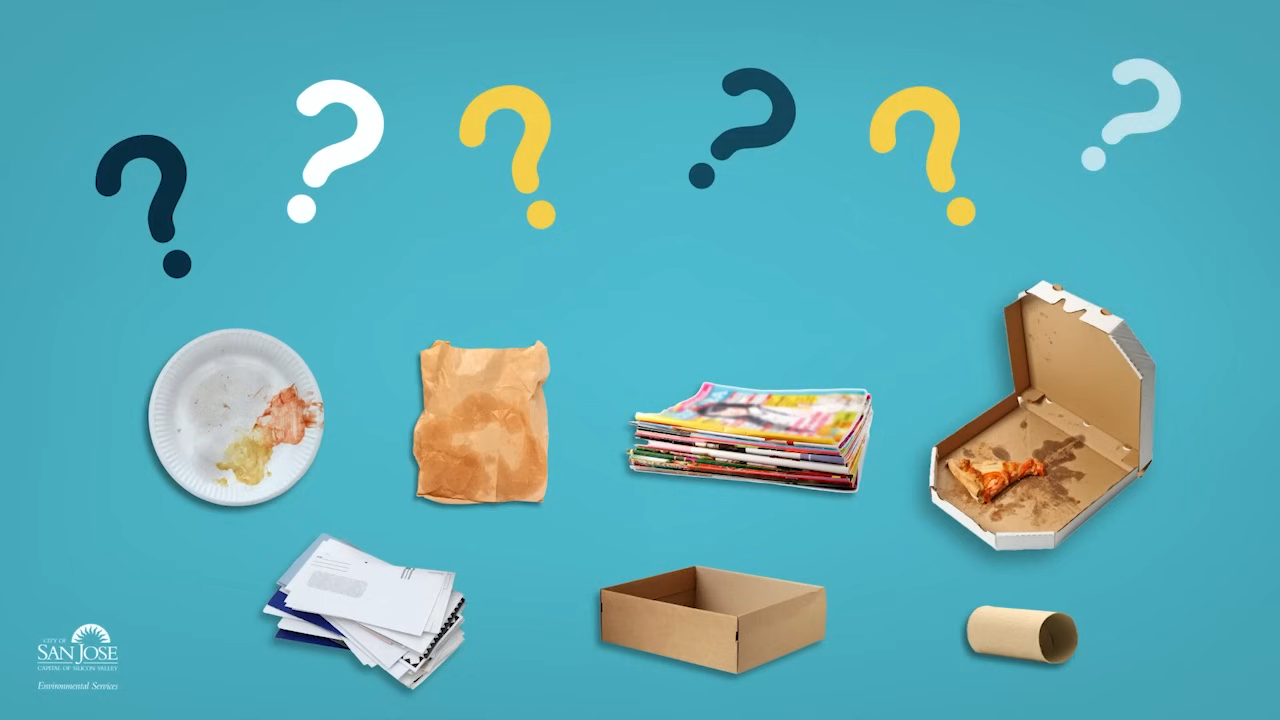 CITY OF
SAN JOSE
CAPITAL OF SILICON VALLEY
Environmental Services